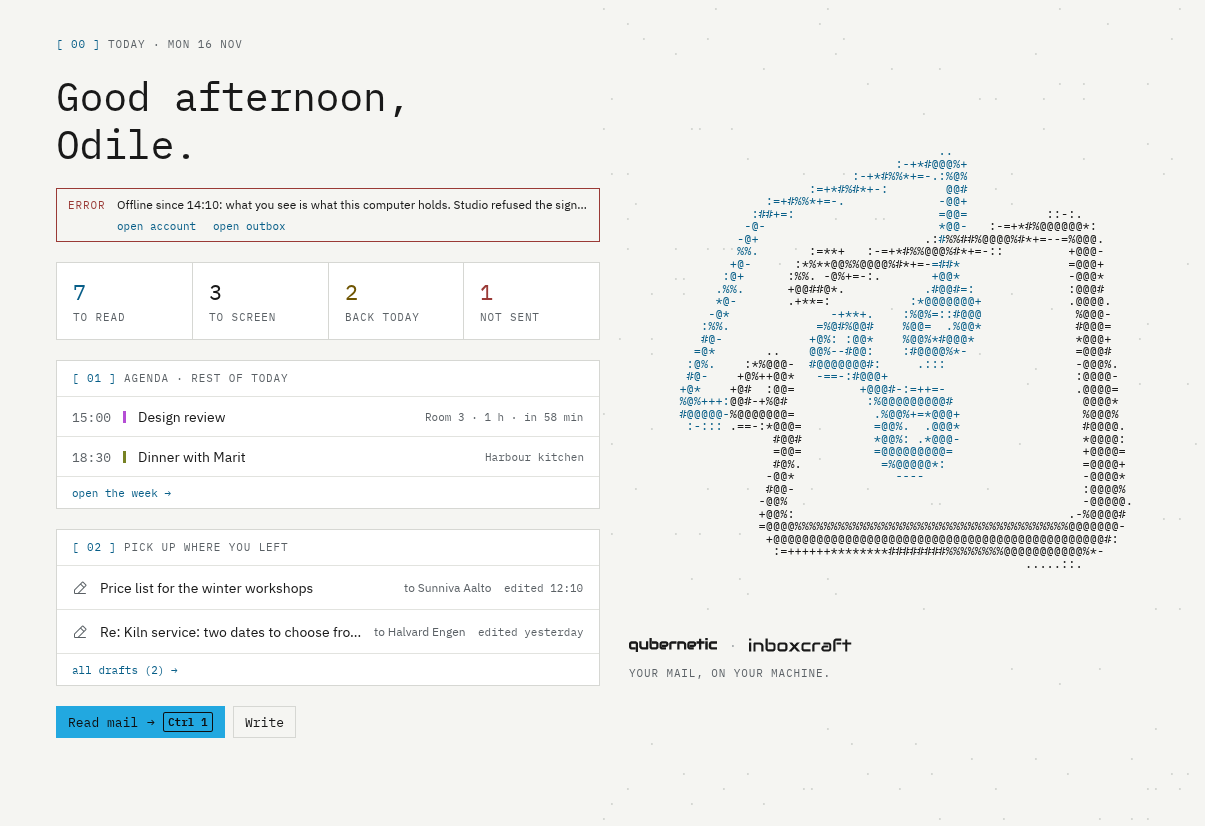 [ 00 ] TODAY · MON 16 NOV
Good afternoon,
Odile.
ERROR Offline since 14:10: what you see is what this computer holds. Studio refused the sign…
open account open outbox
7 3 2 1
TO READ TO SCREEN BACK TODAY NOT SENT
[ 01 ] AGENDA · REST OF TODAY
15:00 Design review Room 3 · 1 h · in 58 min
18:30 Dinner with Marit Harbour kitchen
open the week →
[ 02 ] PICK UP WHERE YOU LEFT
Price list for the winter workshops to Sunniva Aalto edited 12:10
Re: Kiln service: two dates to choose fro… to Halvard Engen edited yesterday
all drafts (2) →
Read mail → Ctrl 1 Write
qubernetic · inboxcraft
YOUR MAIL, ON YOUR MACHINE.